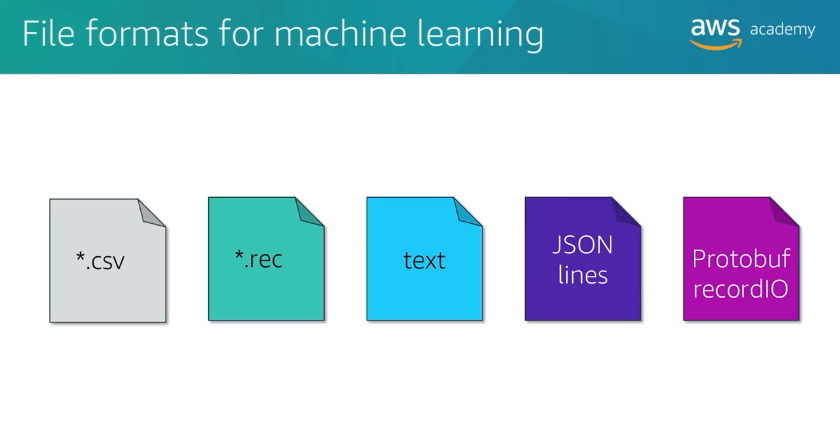 File formats for machine learning
aws academy
*.csv
*.rec
text
JSON
lines
Protobuf
recordIO